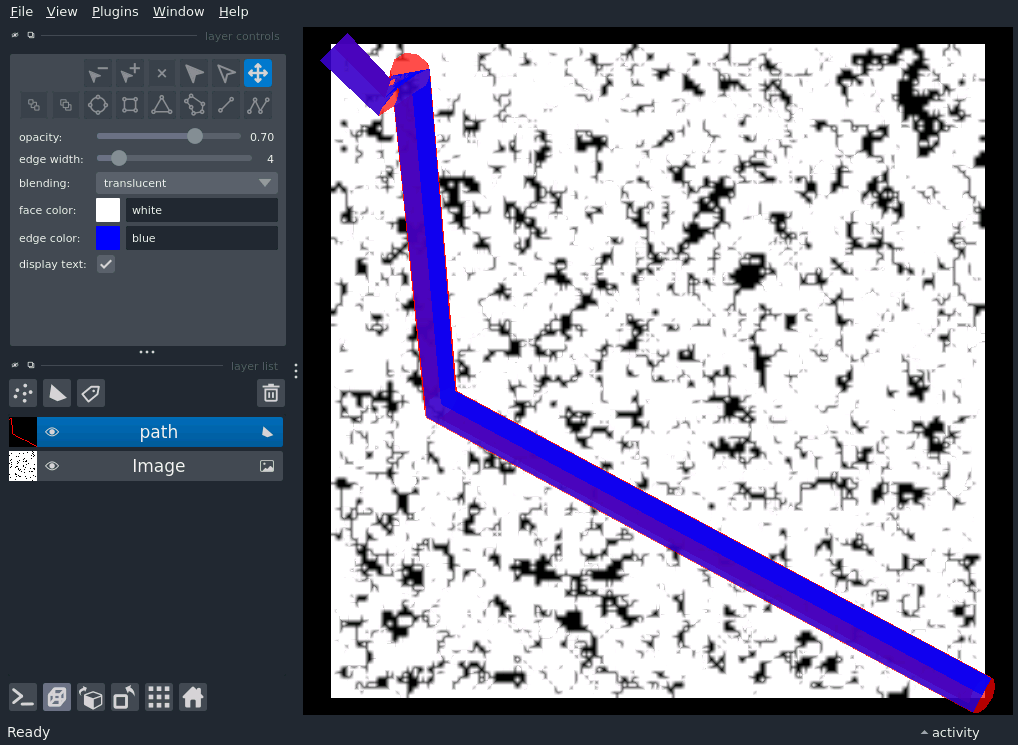 File View Plugins Window Help
layer controls
opacity: 0.70
edge width: 4
blending: translucent
face color: white
edge color: blue
display text:
layer list
path
Image
Ready activity